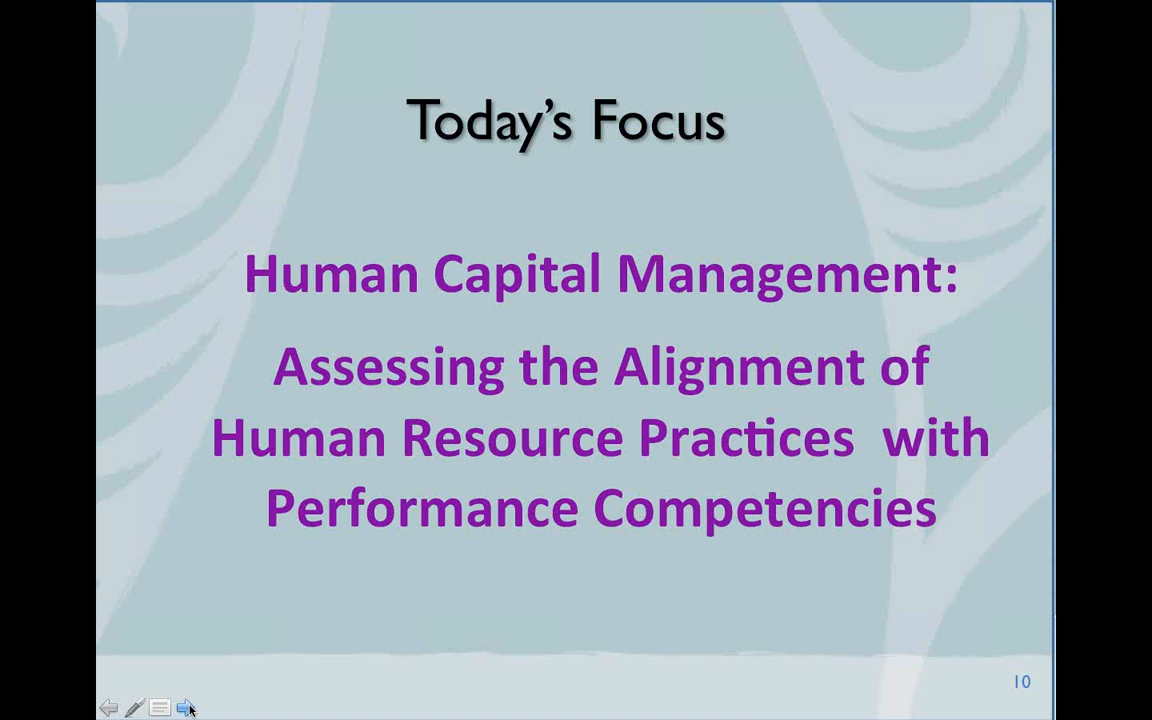 Today's Focus
Human Capital Management:
Assessing the Alignment of
Human Resource Practices with
Performance Competencies
10